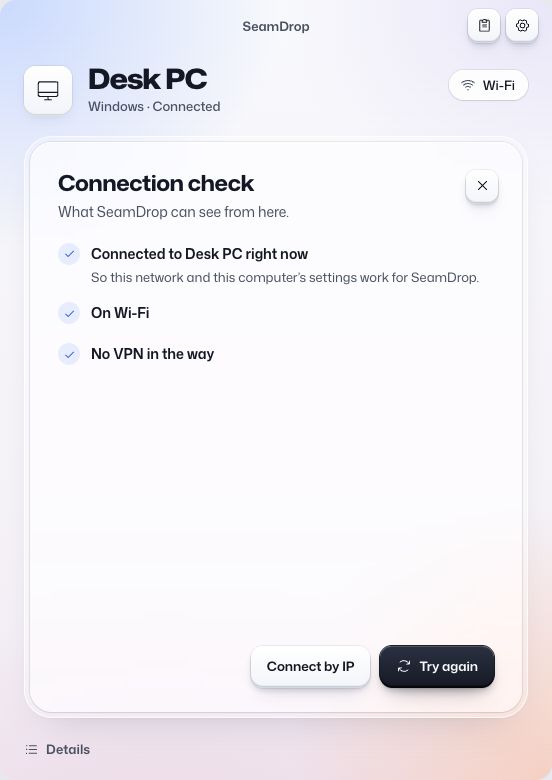 SeamDrop
Desk PC
Windows · Connected
Wi-Fi
Connection check
What SeamDrop can see from here.
Connected to Desk PC right now
So this network and this computer’s settings work for SeamDrop.
On Wi-Fi
No VPN in the way
Connect by IP
Try again
Details